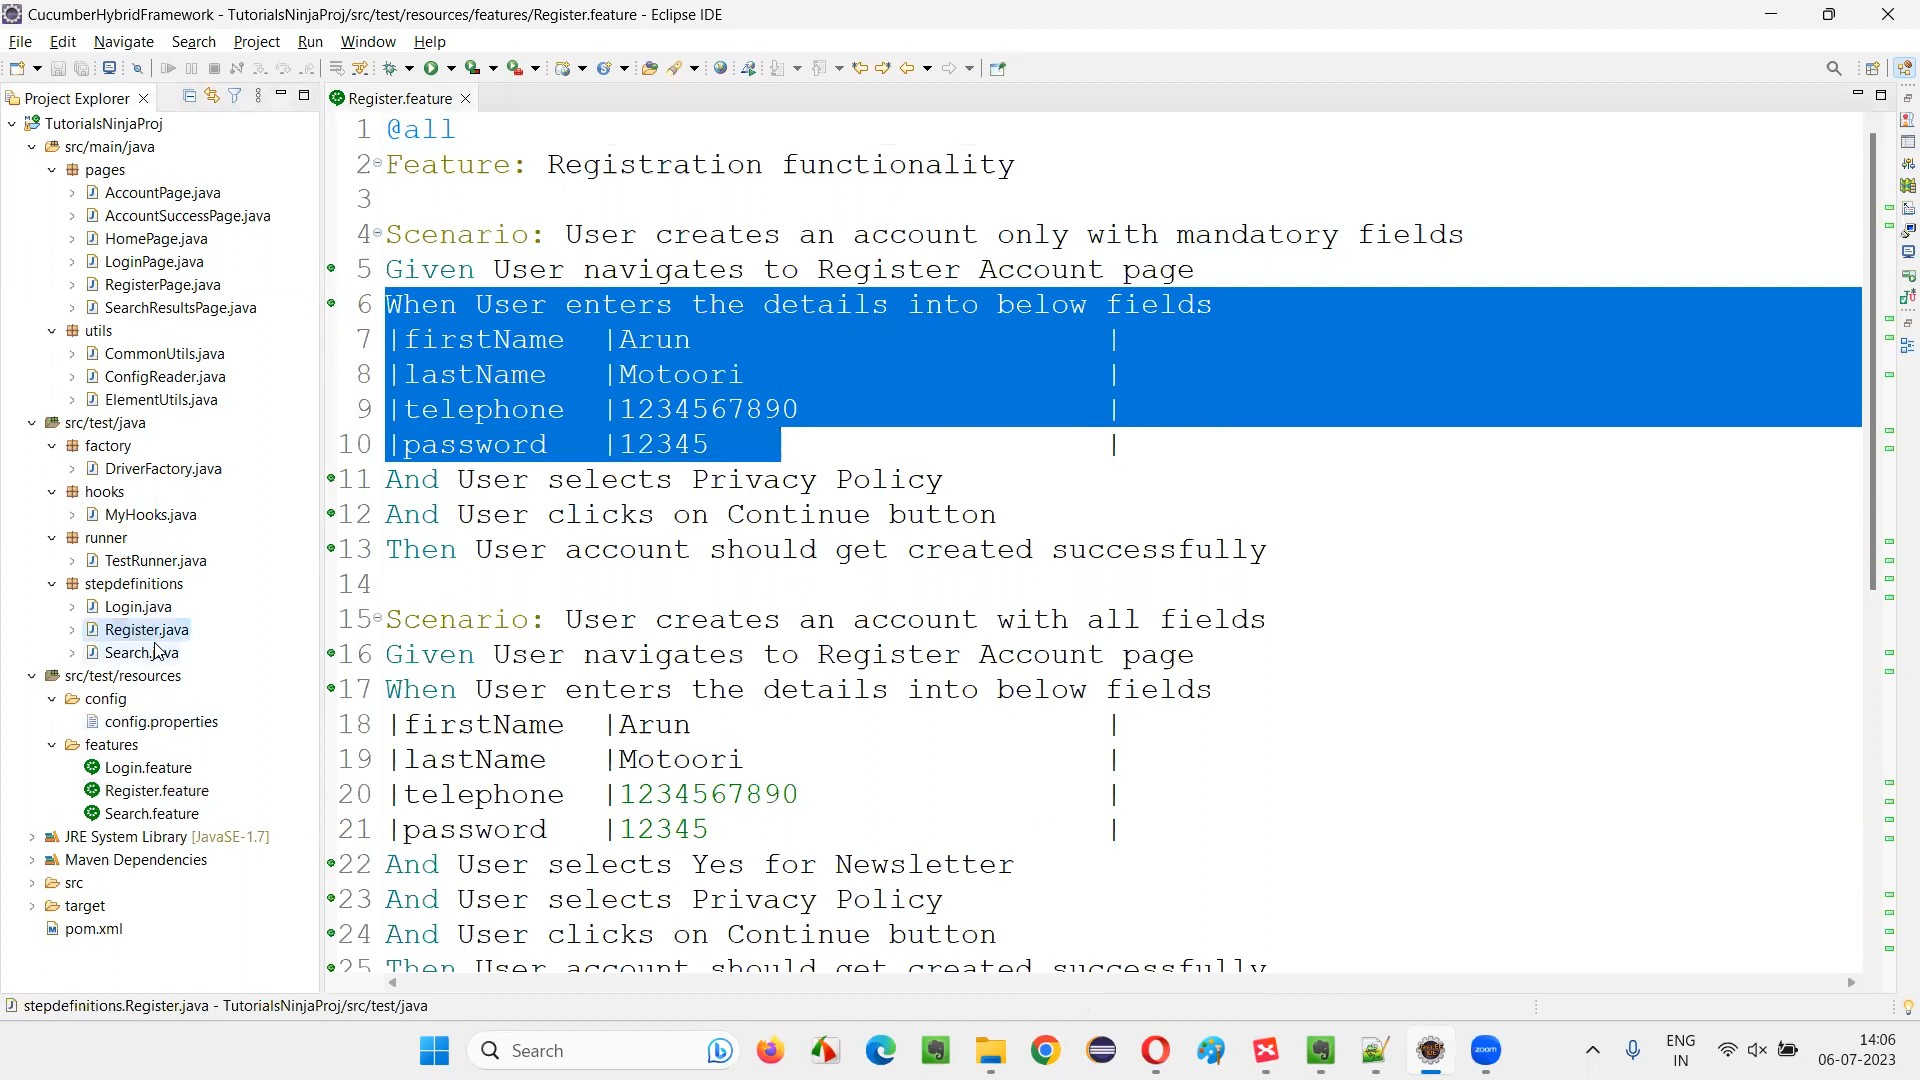 CucumberHybridFramework - TutorialsNinjaProj/src/test/resources/features/Register.feature - Eclipse IDE
File Edit Navigate Search Project Run Window Help
Project Explorer
TutorialsNinjaProj
src/main/java
pages
AccountPage.java
AccountSuccessPage.java
HomePage.java
LoginPage.java
RegisterPage.java
SearchResultsPage.java
utils
CommonUtils.java
ConfigReader.java
ElementUtils.java
src/test/java
factory
DriverFactory.java
hooks
MyHooks.java
runner
TestRunner.java
stepdefinitions
Login.java
Register.java
Search.java
src/test/resources
config
config.properties
features
Login.feature
Register.feature
Search.feature
JRE System Library [JavaSE-1.7]
Maven Dependencies
src
target
pom.xml
Register.feature
1 @all
2 Feature: Registration functionality
3
4 Scenario: User creates an account only with mandatory fields
5 Given User navigates to Register Account page
6 When User enters the details into below fields
7 |firstName |Arun |
8 |lastName |Motoori |
9 |telephone |1234567890 |
10 |password |12345 |
11 And User selects Privacy Policy
12 And User clicks on Continue button
13 Then User account should get created successfully
14
15 Scenario: User creates an account with all fields
16 Given User navigates to Register Account page
17 When User enters the details into below fields
18 |firstName |Arun |
19 |lastName |Motoori |
20 |telephone |1234567890 |
21 |password |12345 |
22 And User selects Yes for Newsletter
23 And User selects Privacy Policy
24 And User clicks on Continue button
25 Then User account should get created successfully
stepdefinitions.Register.java - TutorialsNinjaProj/src/test/java
Search
zoom
ENG
IN
14:06
06-07-2023